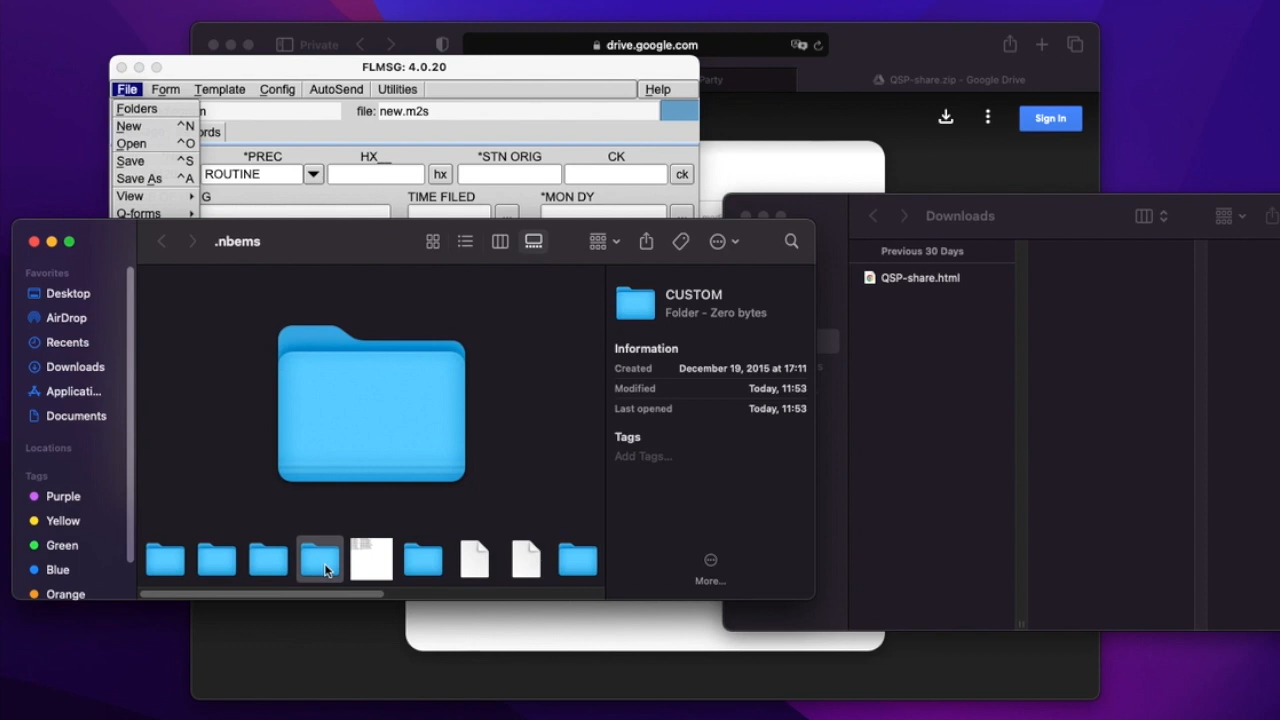 Private
drive.google.com
Party
QSP-share.zip – Google Drive
Sign In
FLMSG: 4.0.20
File Form Template Config AutoSend Utilities Help
Folders
New ^N
Open ^O
Save ^S
Save As ^A
View
Q-forms
file: new.m2s
*PREC HX__ *STN ORIG CK
ROUTINE hx ck
TIME FILED *MON DY
.nbems
Favorites
Desktop
AirDrop
Recents
Downloads
Applicati...
Documents
Locations
Tags
Purple
Yellow
Green
Blue
Orange
CUSTOM
Folder - Zero bytes
Information
Created December 19, 2015 at 17:11
Modified Today, 11:53
Last opened Today, 11:53
Tags
Add Tags...
More...
Downloads
Previous 30 Days
QSP-share.html